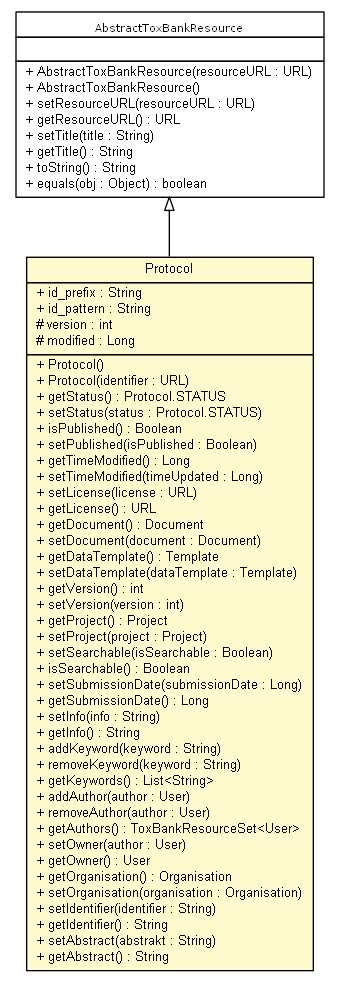 AbstractToxBankResource
+ AbstractToxBankResource(resourceURL : URL)
+ AbstractToxBankResource()
+ setResourceURL(resourceURL : URL)
+ getResourceURL() : URL
+ setTitle(title : String)
+ getTitle() : String
+ toString() : String
+ equals(obj : Object) : boolean
Protocol
+ id_prefix : String
+ id_pattern : String
# version : int
# modified : Long
+ Protocol()
+ Protocol(identifier : URL)
+ getStatus() : Protocol.STATUS
+ setStatus(status : Protocol.STATUS)
+ isPublished() : Boolean
+ setPublished(isPublished : Boolean)
+ getTimeModified() : Long
+ setTimeModified(timeUpdated : Long)
+ setLicense(license : URL)
+ getLicense() : URL
+ getDocument() : Document
+ setDocument(document : Document)
+ getDataTemplate() : Template
+ setDataTemplate(dataTemplate : Template)
+ getVersion() : int
+ setVersion(version : int)
+ getProject() : Project
+ setProject(project : Project)
+ setSearchable(isSearchable : Boolean)
+ isSearchable() : Boolean
+ setSubmissionDate(submissionDate : Long)
+ getSubmissionDate() : Long
+ setInfo(info : String)
+ getInfo() : String
+ addKeyword(keyword : String)
+ removeKeyword(keyword : String)
+ getKeywords() : List<String>
+ addAuthor(author : User)
+ removeAuthor(author : User)
+ getAuthors() : ToxBankResourceSet<User>
+ setOwner(author : User)
+ getOwner() : User
+ getOrganisation() : Organisation
+ setOrganisation(organisation : Organisation)
+ setIdentifier(identifier : String)
+ getIdentifier() : String
+ setAbstract(abstrakt : String)
+ getAbstract() : String